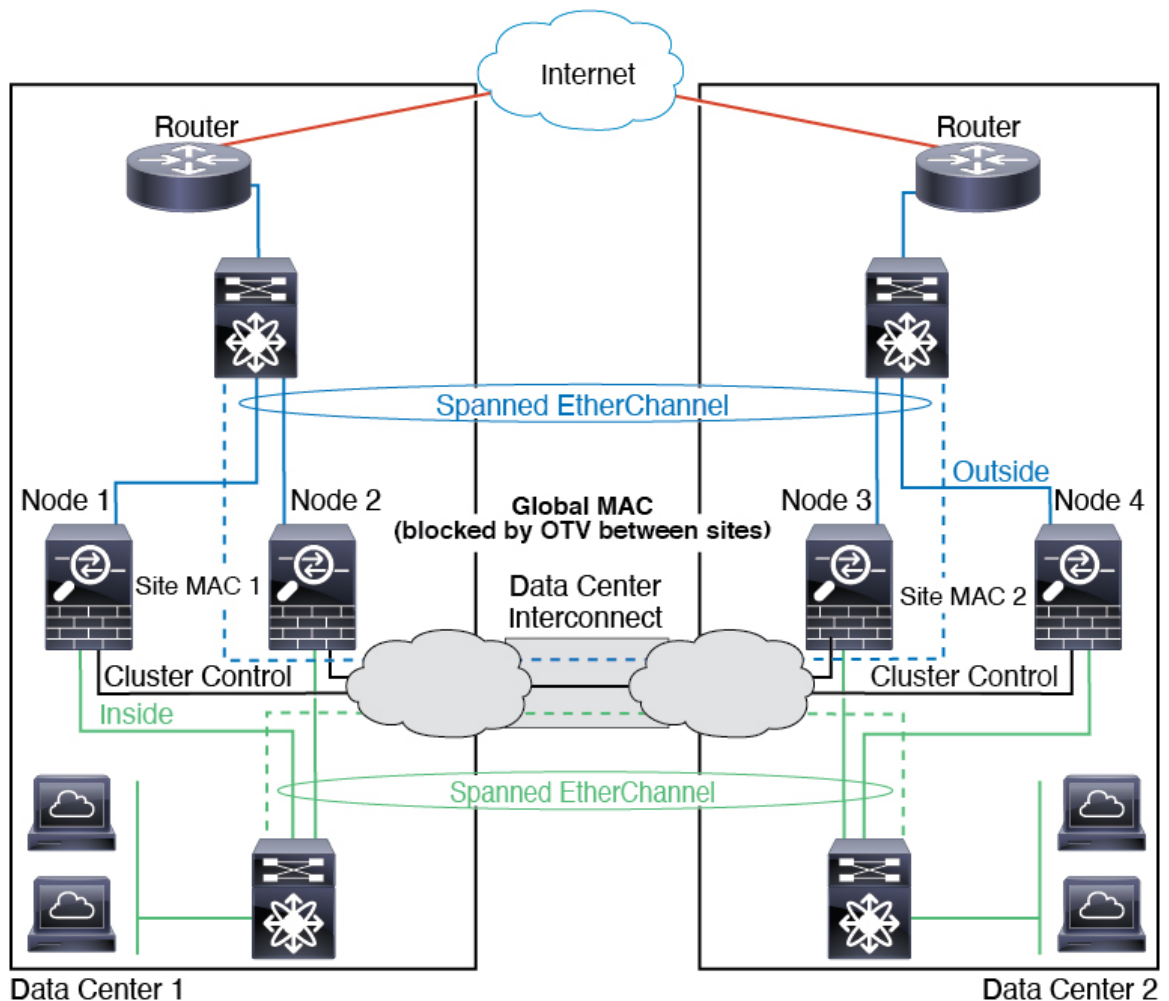 Internet
Router
Router
Spanned EtherChannel
Outside
Node 1
Node 2
Global MAC
(blocked by OTV between sites)
Node 3
Node 4
Site MAC 1
Data Center
Interconnect
Site MAC 2
Cluster Control
Cluster Control
Inside
Spanned EtherChannel
Data Center 1
Data Center 2